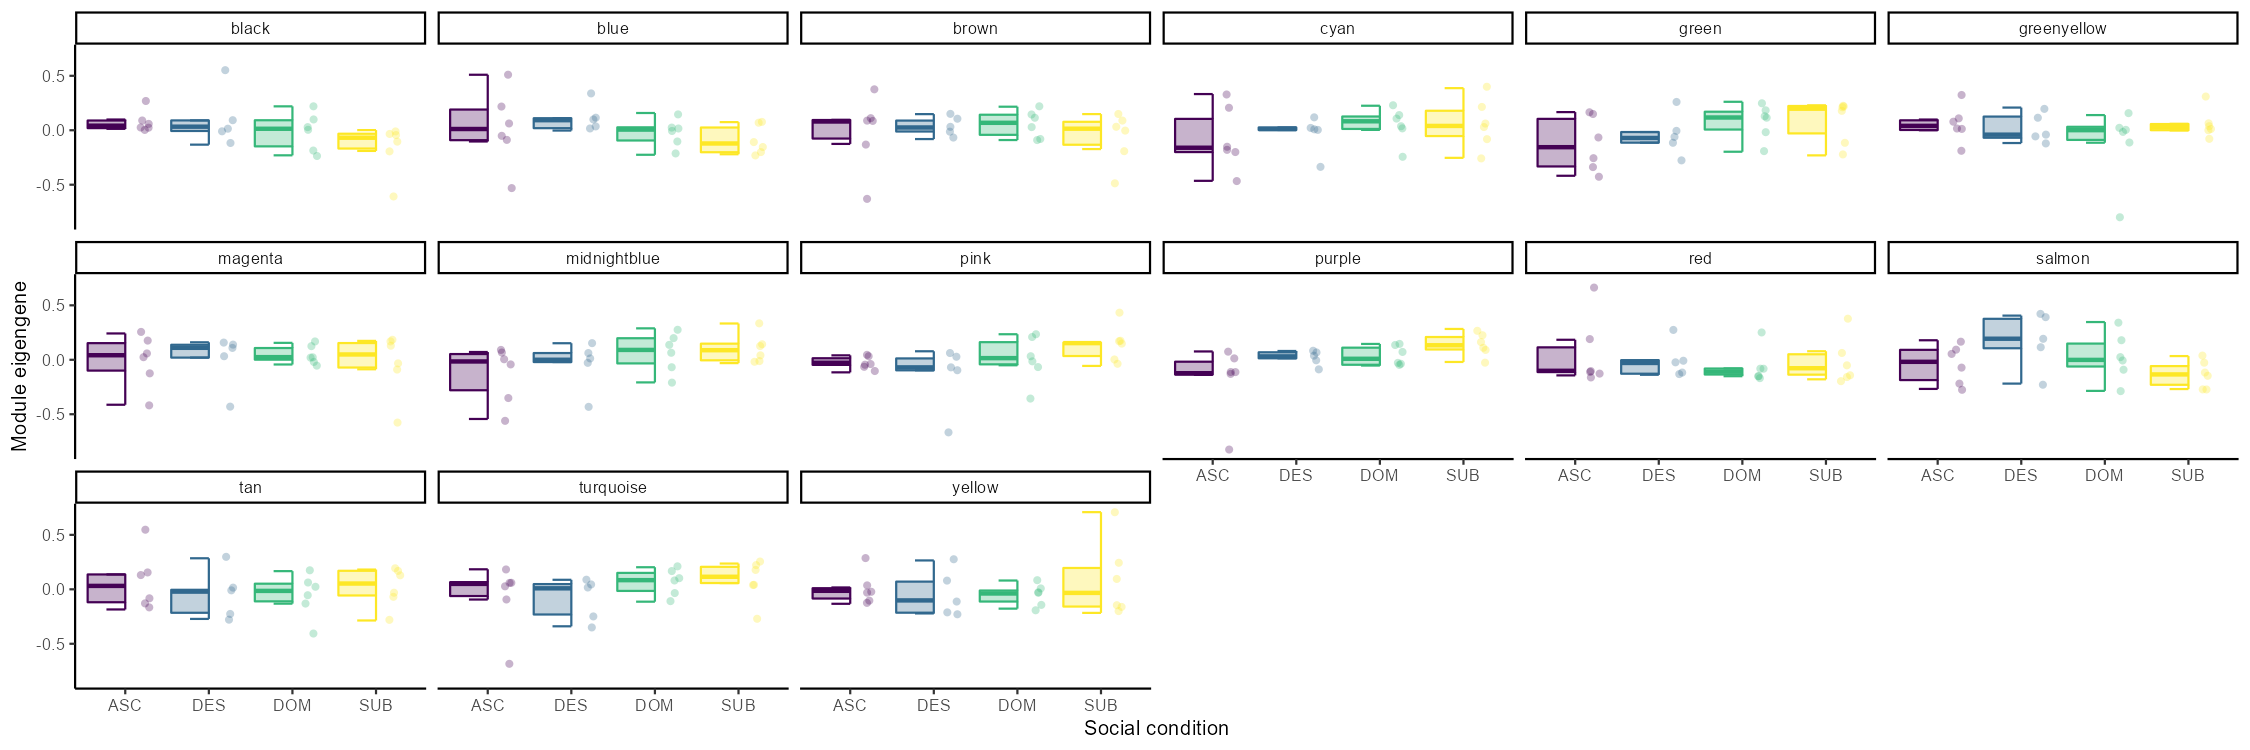 black blue brown cyan green greenyellow
0.5
0.0
-0.5
magenta midnightblue pink purple red salmon
0.5
0.0
-0.5
ASC DES DOM SUB ASC DES DOM SUB ASC DES DOM SUB
tan turquoise yellow
0.5
0.0
-0.5
ASC DES DOM SUB ASC DES DOM SUB ASC DES DOM SUB
Module eigengene
Social condition